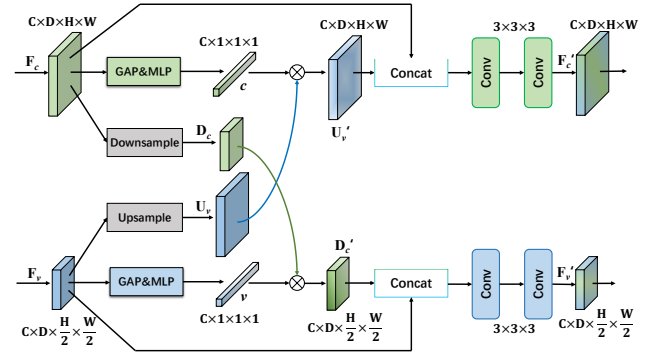 C×D×H×W
F_c
GAP&MLP
C×1×1×1
c
C×D×H×W
U_v′
Concat
3×3×3
Conv
Conv
C×D×H×W
F_c′
Downsample
D_c
Upsample
U_v
F_v
GAP&MLP
C×1×1×1
v
C×D×H/2×W/2
D_c′
C×D×H/2×W/2
Concat
Conv
Conv
3×3×3
F_v′
C×D×H/2×W/2